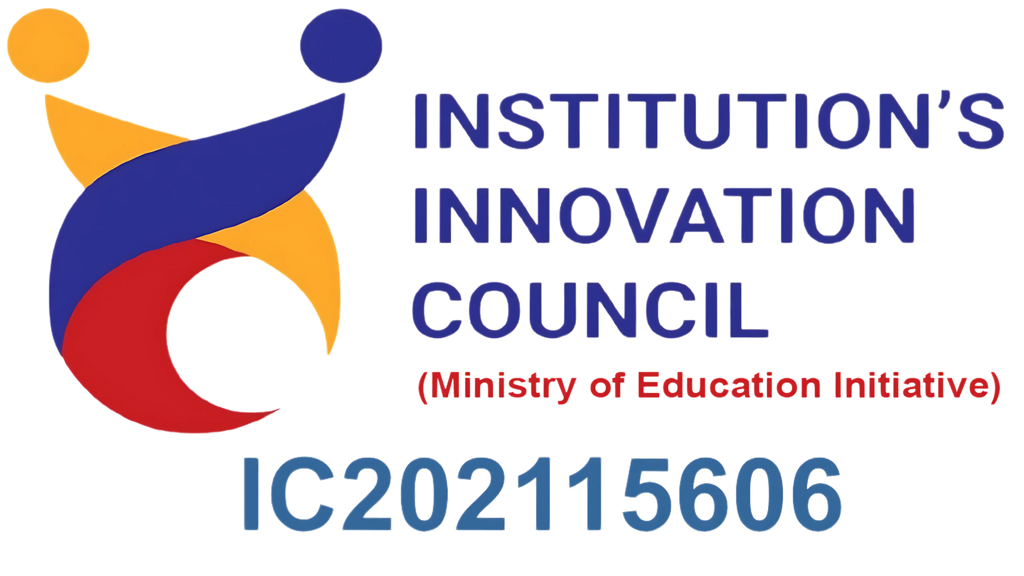 INSTITUTION’S
INNOVATION
COUNCIL
(Ministry of Education Initiative)
IC202115606